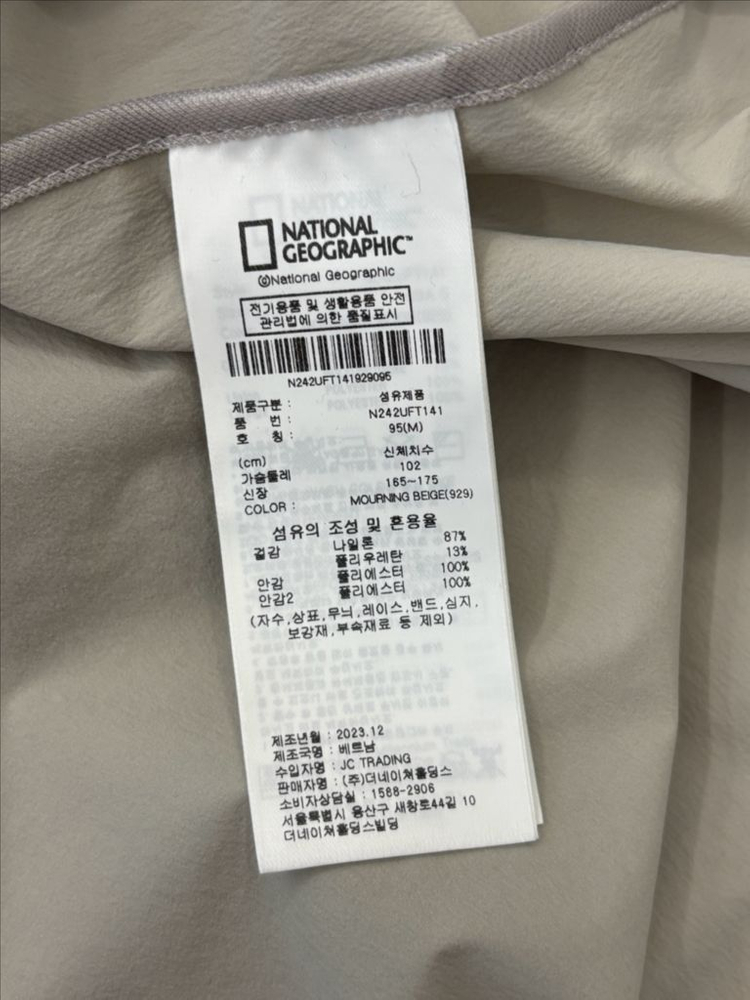 NATIONAL
GEOGRAPHIC™
©National Geographic
전기용품 및 생활용품 안전
관리법에 의한 품질표시
N242UFT141929095
제품구분 : 섬유제품
품 번 : N242UFT141
호 칭 : 95(M)
(cm) 신체치수
가슴둘레 102
신장 165~175
COLOR : MOURNING BEIGE(929)
섬유의 조성 및 혼용율
겉감 나일론 87%
폴리우레탄 13%
안감 폴리에스터 100%
안감2 폴리에스터 100%
(자수,상표,무늬,레이스,밴드,심지,
보강재,부속재료 등 제외)
제조년월 : 2023.12
제조국명 : 베트남
수입자명 : JC TRADING
판매자명 : (주)더네이쳐홀딩스
소비자상담실 : 1588-2906
서울특별시 용산구 새창로44길 10
더네이쳐홀딩스빌딩